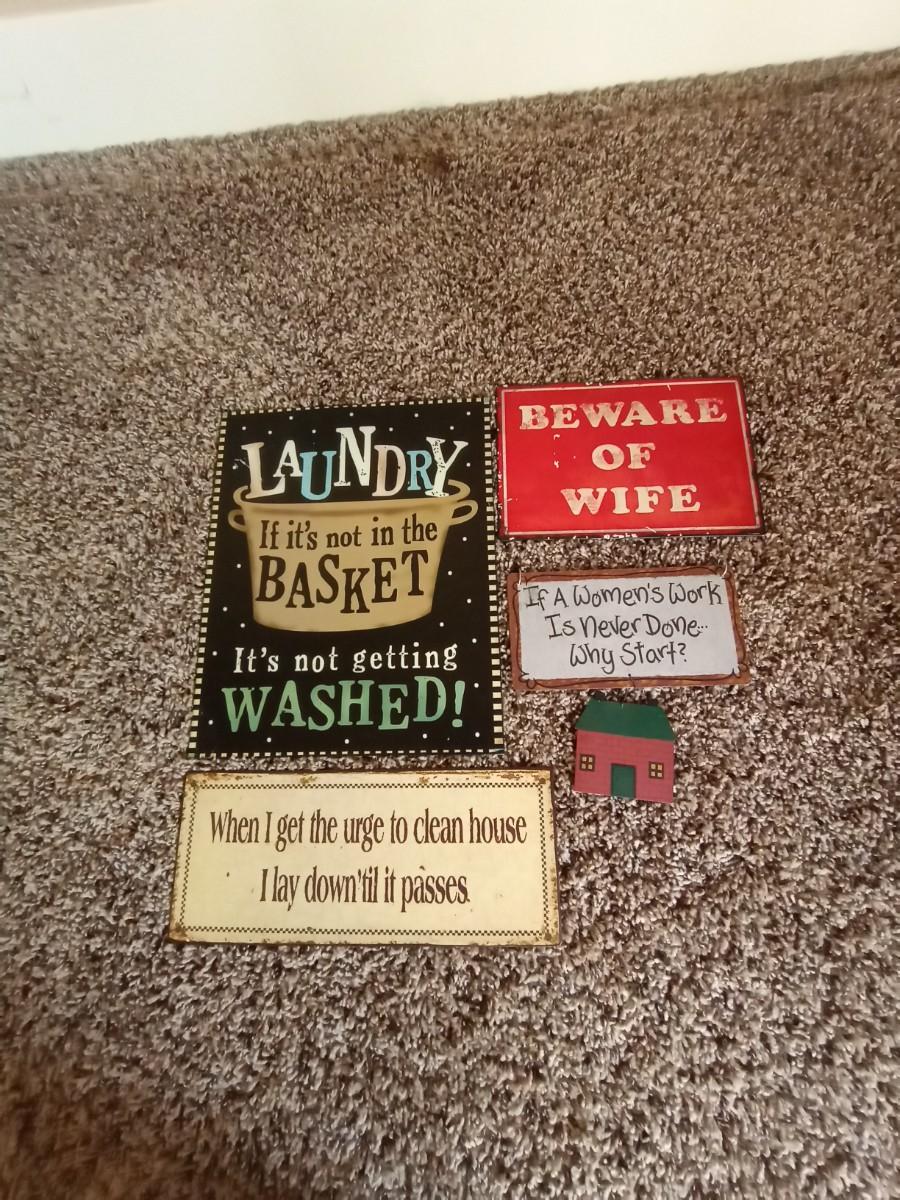 LAUNDRY
If it's not in the
BASKET
It's not getting
WASHED!
BEWARE
OF
WIFE
If A Women's Work
Is Never Done...
Why Start?
When I get the urge to clean house
I lay down 'til it passes.